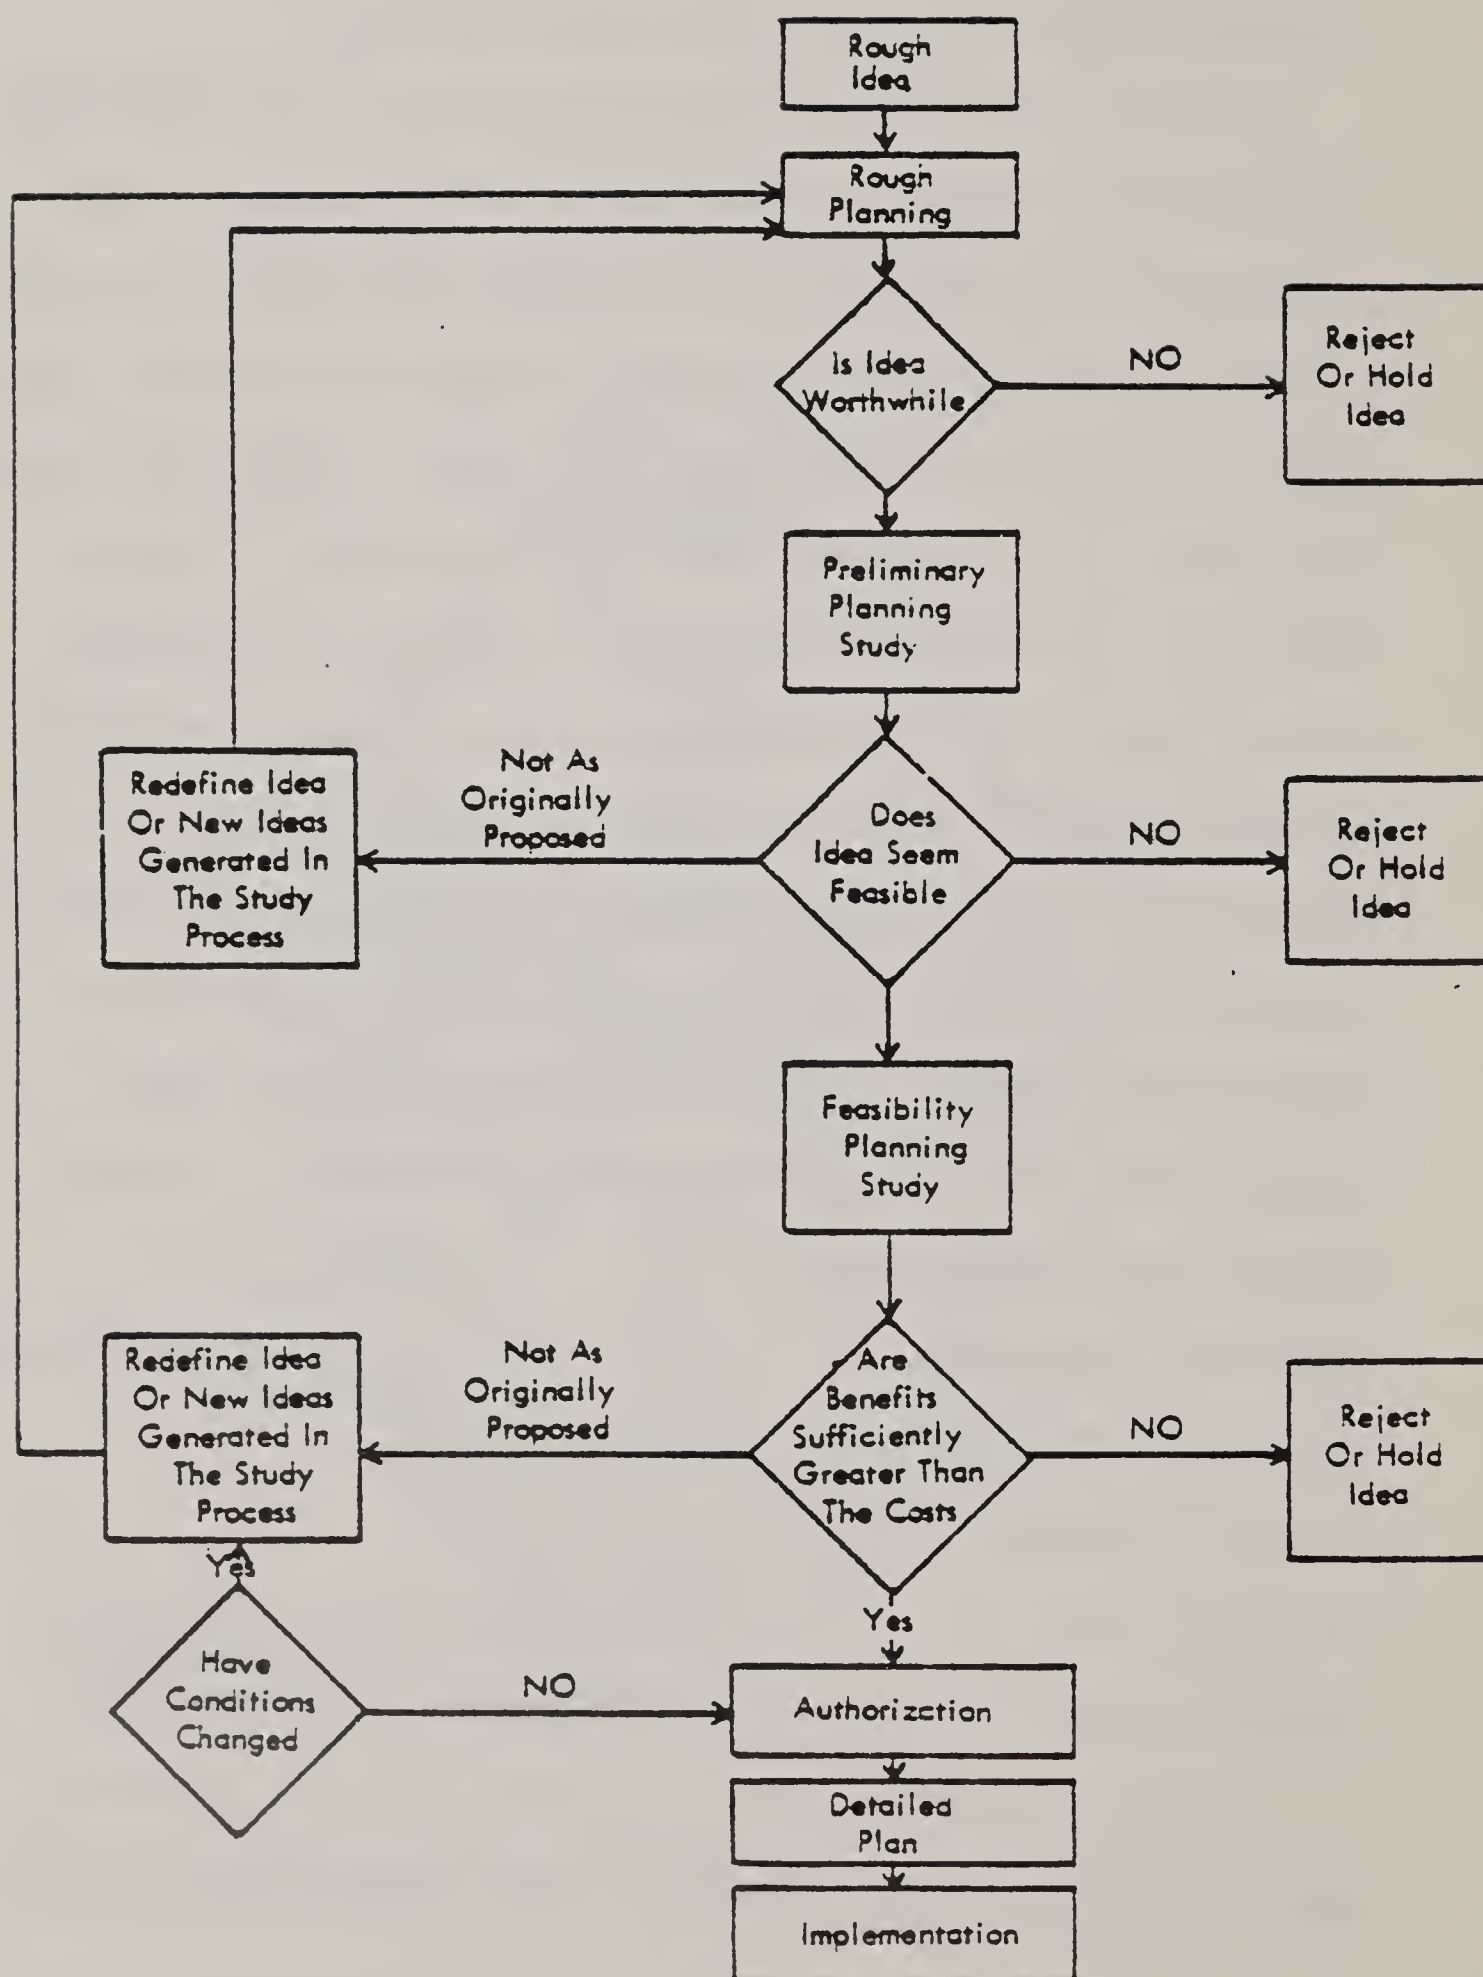 Rough
Idea
Rough
Planning
Is Idea
Worthwhile
NO
Reject
Or Hold
Idea
Preliminary
Planning
Study
Redefine Idea
Or New Ideas
Generated In
The Study
Process
Not As
Originally
Proposed
Does
Idea Seem
Feasible
NO
Reject
Or Hold
Idea
Feasibility
Planning
Study
Redefine Idea
Or New Ideas
Generated In
The Study
Process
Not As
Originally
Proposed
Are
Benefits
Sufficiently
Greater Than
The Costs
NO
Reject
Or Hold
Idea
Yes
Yes
Have
Conditions
Changed
NO
Authorization
Detailed
Plan
Implementation